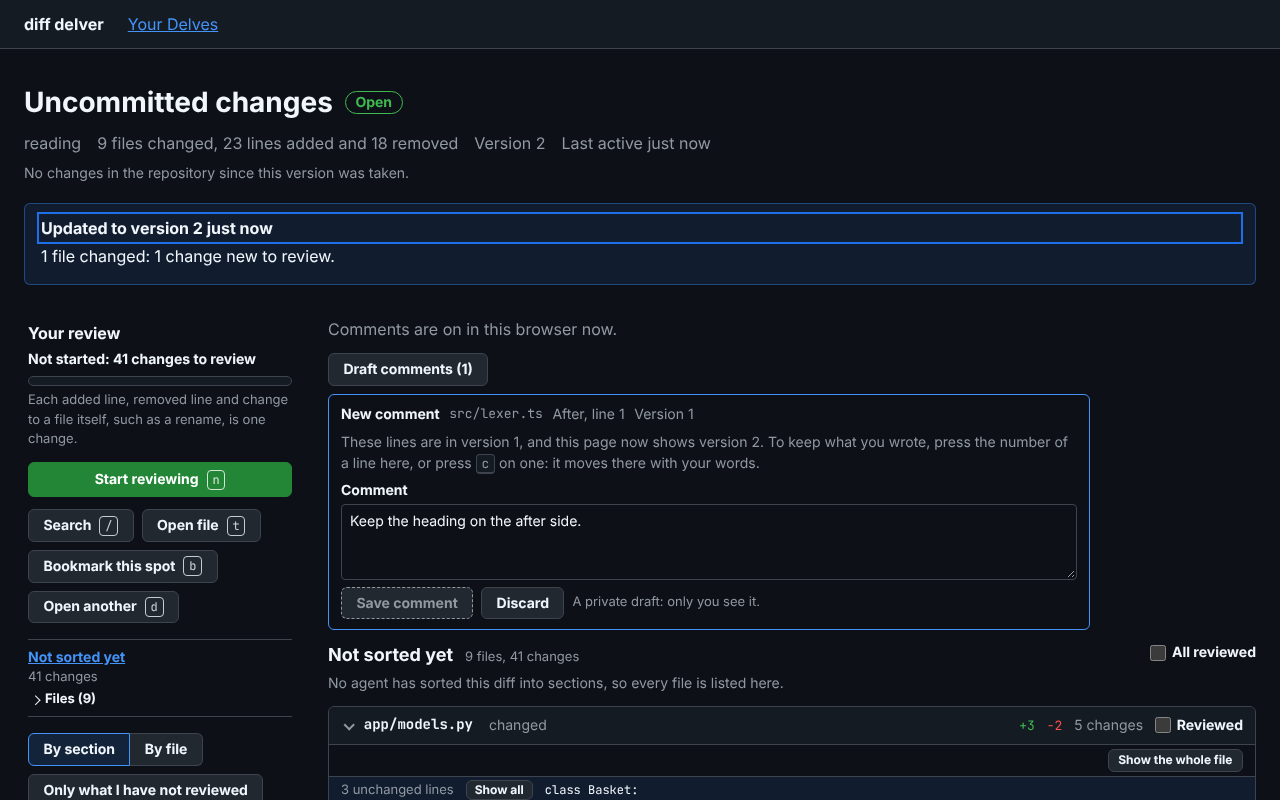 diff delver Your Delves
Uncommitted changes Open
reading 9 files changed, 23 lines added and 18 removed Version 2 Last active just now
No changes in the repository since this version was taken.
Updated to version 2 just now
1 file changed: 1 change new to review.
Your review
Not started: 41 changes to review
Each added line, removed line and change
to a file itself, such as a rename, is one
change.
Start reviewing n
Search / Open file t
Bookmark this spot b
Open another d
Not sorted yet
41 changes
Files (9)
By section By file
Only what I have not reviewed
Comments are on in this browser now.
Draft comments (1)
New comment src/lexer.ts After, line 1 Version 1
These lines are in version 1, and this page now shows version 2. To keep what you wrote, press the number of
a line here, or press c on one: it moves there with your words.
Comment
Keep the heading on the after side.
Save comment Discard A private draft: only you see it.
Not sorted yet 9 files, 41 changes All reviewed
No agent has sorted this diff into sections, so every file is listed here.
app/models.py changed +3 -2 5 changes Reviewed
Show the whole file
3 unchanged lines Show all class Basket: